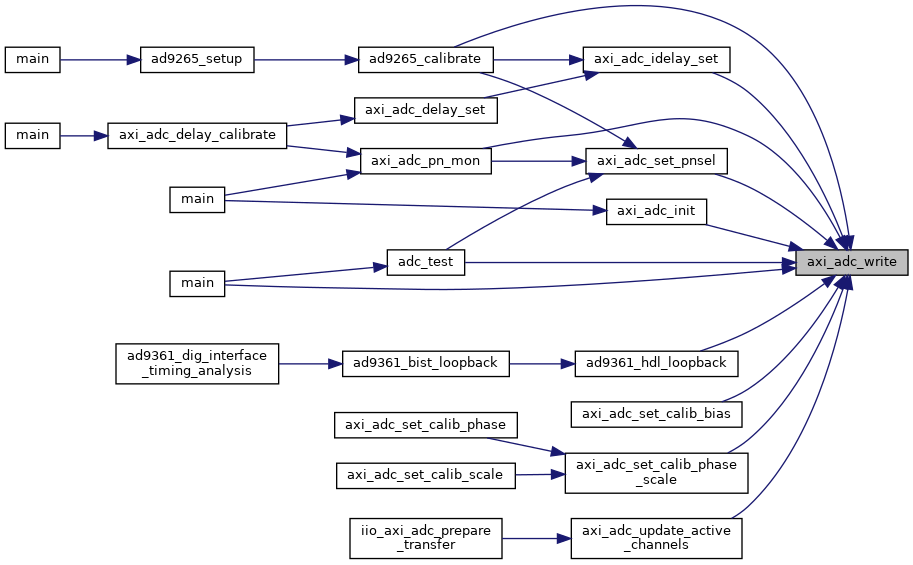 main
ad9265_setup
ad9265_calibrate
axi_adc_idelay_set
axi_adc_delay_set
main
axi_adc_delay_calibrate
axi_adc_pn_mon
axi_adc_set_pnsel
main
axi_adc_init
adc_test
axi_adc_write
main
ad9361_dig_interface
_timing_analysis
ad9361_bist_loopback
ad9361_hdl_loopback
axi_adc_set_calib_bias
axi_adc_set_calib_phase
axi_adc_set_calib_phase
_scale
axi_adc_set_calib_scale
iio_axi_adc_prepare
_transfer
axi_adc_update_active
_channels